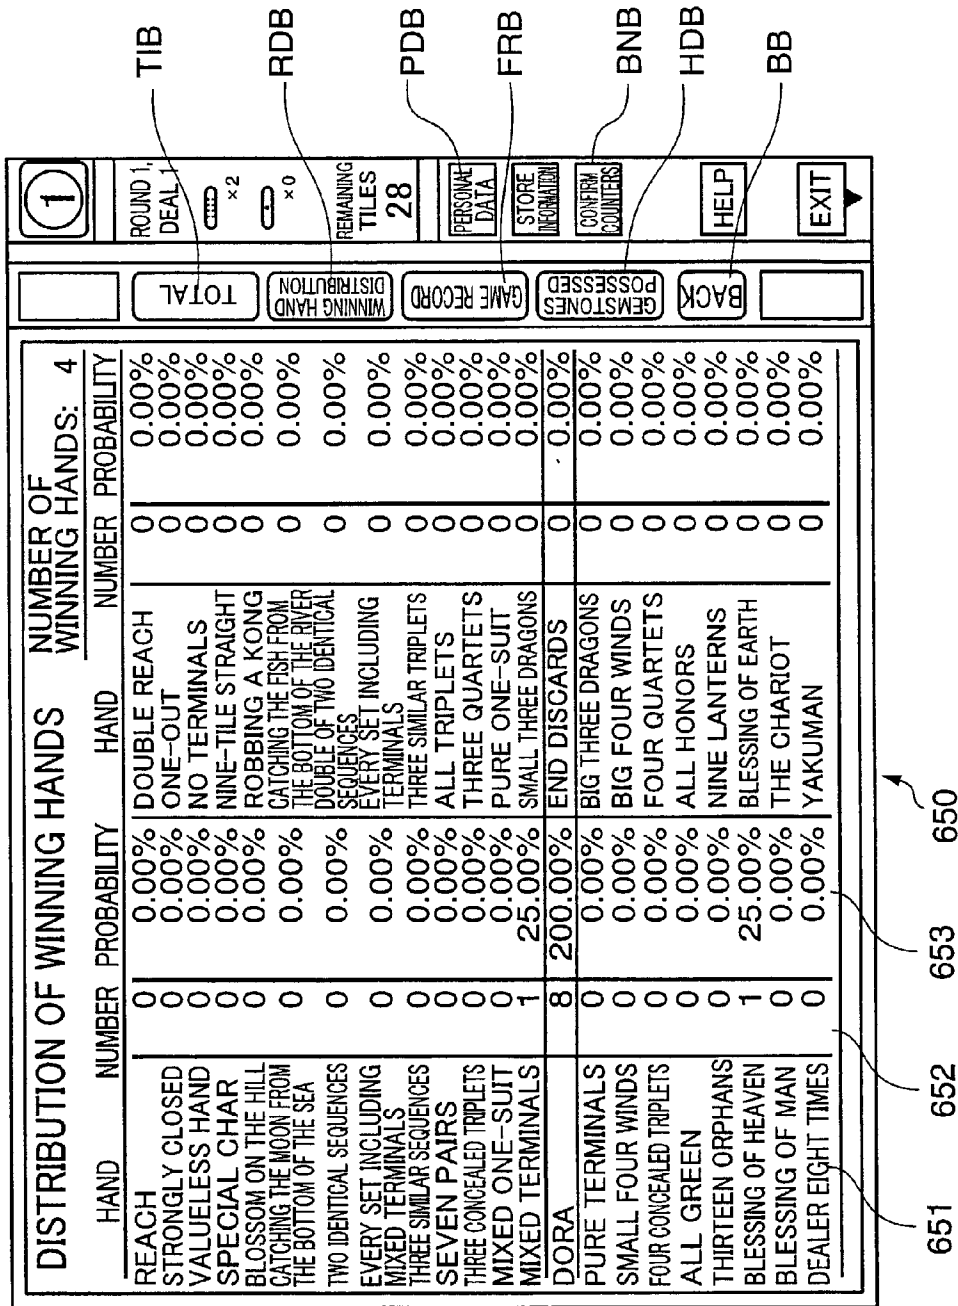 DISTRIBUTION OF WINNING HANDS
NUMBER OF
WINNING HANDS: 4
HAND NUMBER PROBABILITY HAND NUMBER PROBABILITY
REACH 0 0.00% DOUBLE REACH 0 0.00%
STRONGLY CLOSED 0 0.00% ONE-OUT 0 0.00%
VALUELESS HAND 0 0.00% NO TERMINALS 0 0.00%
SPECIAL CHAR 0 0.00% NINE-TILE STRAIGHT 0 0.00%
BLOSSOM ON THE HILL 0 0.00% ROBBING A KONG 0 0.00%
CATCHING THE MOON FROM
THE BOTTOM OF THE SEA 0 0.00% CATCHING THE FISH FROM
THE BOTTOM OF THE RIVER 0 0.00%
TWO IDENTICAL SEQUENCES 0 0.00% DOUBLE OF TWO IDENTICAL
SEQUENCES 0 0.00%
EVERY SET INCLUDING
MIXED TERMINALS 0 0.00% EVERY SET INCLUDING
TERMINALS 0 0.00%
THREE SIMILAR SEQUENCES 0 0.00% THREE SIMILAR TRIPLETS 0 0.00%
SEVEN PAIRS 0 0.00% ALL TRIPLETS 0 0.00%
THREE CONCEALED TRIPLETS 0 0.00% THREE QUARTETS 0 0.00%
MIXED ONE-SUIT 0 0.00% PURE ONE-SUIT 0 0.00%
MIXED TERMINALS 1 25.00% SMALL THREE DRAGONS 0 0.00%
DORA 8 200.00% END DISCARDS 0 0.00%
PURE TERMINALS 0 0.00% BIG THREE DRAGONS 0 0.00%
SMALL FOUR WINDS 0 0.00% BIG FOUR WINDS 0 0.00%
FOUR CONCEALED TRIPLETS 0 0.00% FOUR QUARTETS 0 0.00%
ALL GREEN 0 0.00% ALL HONORS 0 0.00%
THIRTEEN ORPHANS 0 0.00% NINE LANTERNS 0 0.00%
BLESSING OF HEAVEN 1 25.00% BLESSING OF EARTH 0 0.00%
BLESSING OF MAN 0 0.00% THE CHARIOT 0 0.00%
DEALER EIGHT TIMES 0 0.00% YAKUMAN 0 0.00%
TOTAL
WINNING HAND
DISTRIBUTION
GAME RECORD
GEMSTONES
POSSESSED
BACK
1
ROUND 1,
DEAL 1
×2
×0
REMAINING
TILES
28
PERSONAL
DATA
STORE
INFORMATION
CONFIRM
COUNTERS
HELP
EXIT
TIB
RDB
PDB
FRB
BNB
HDB
BB
651
652
653
650